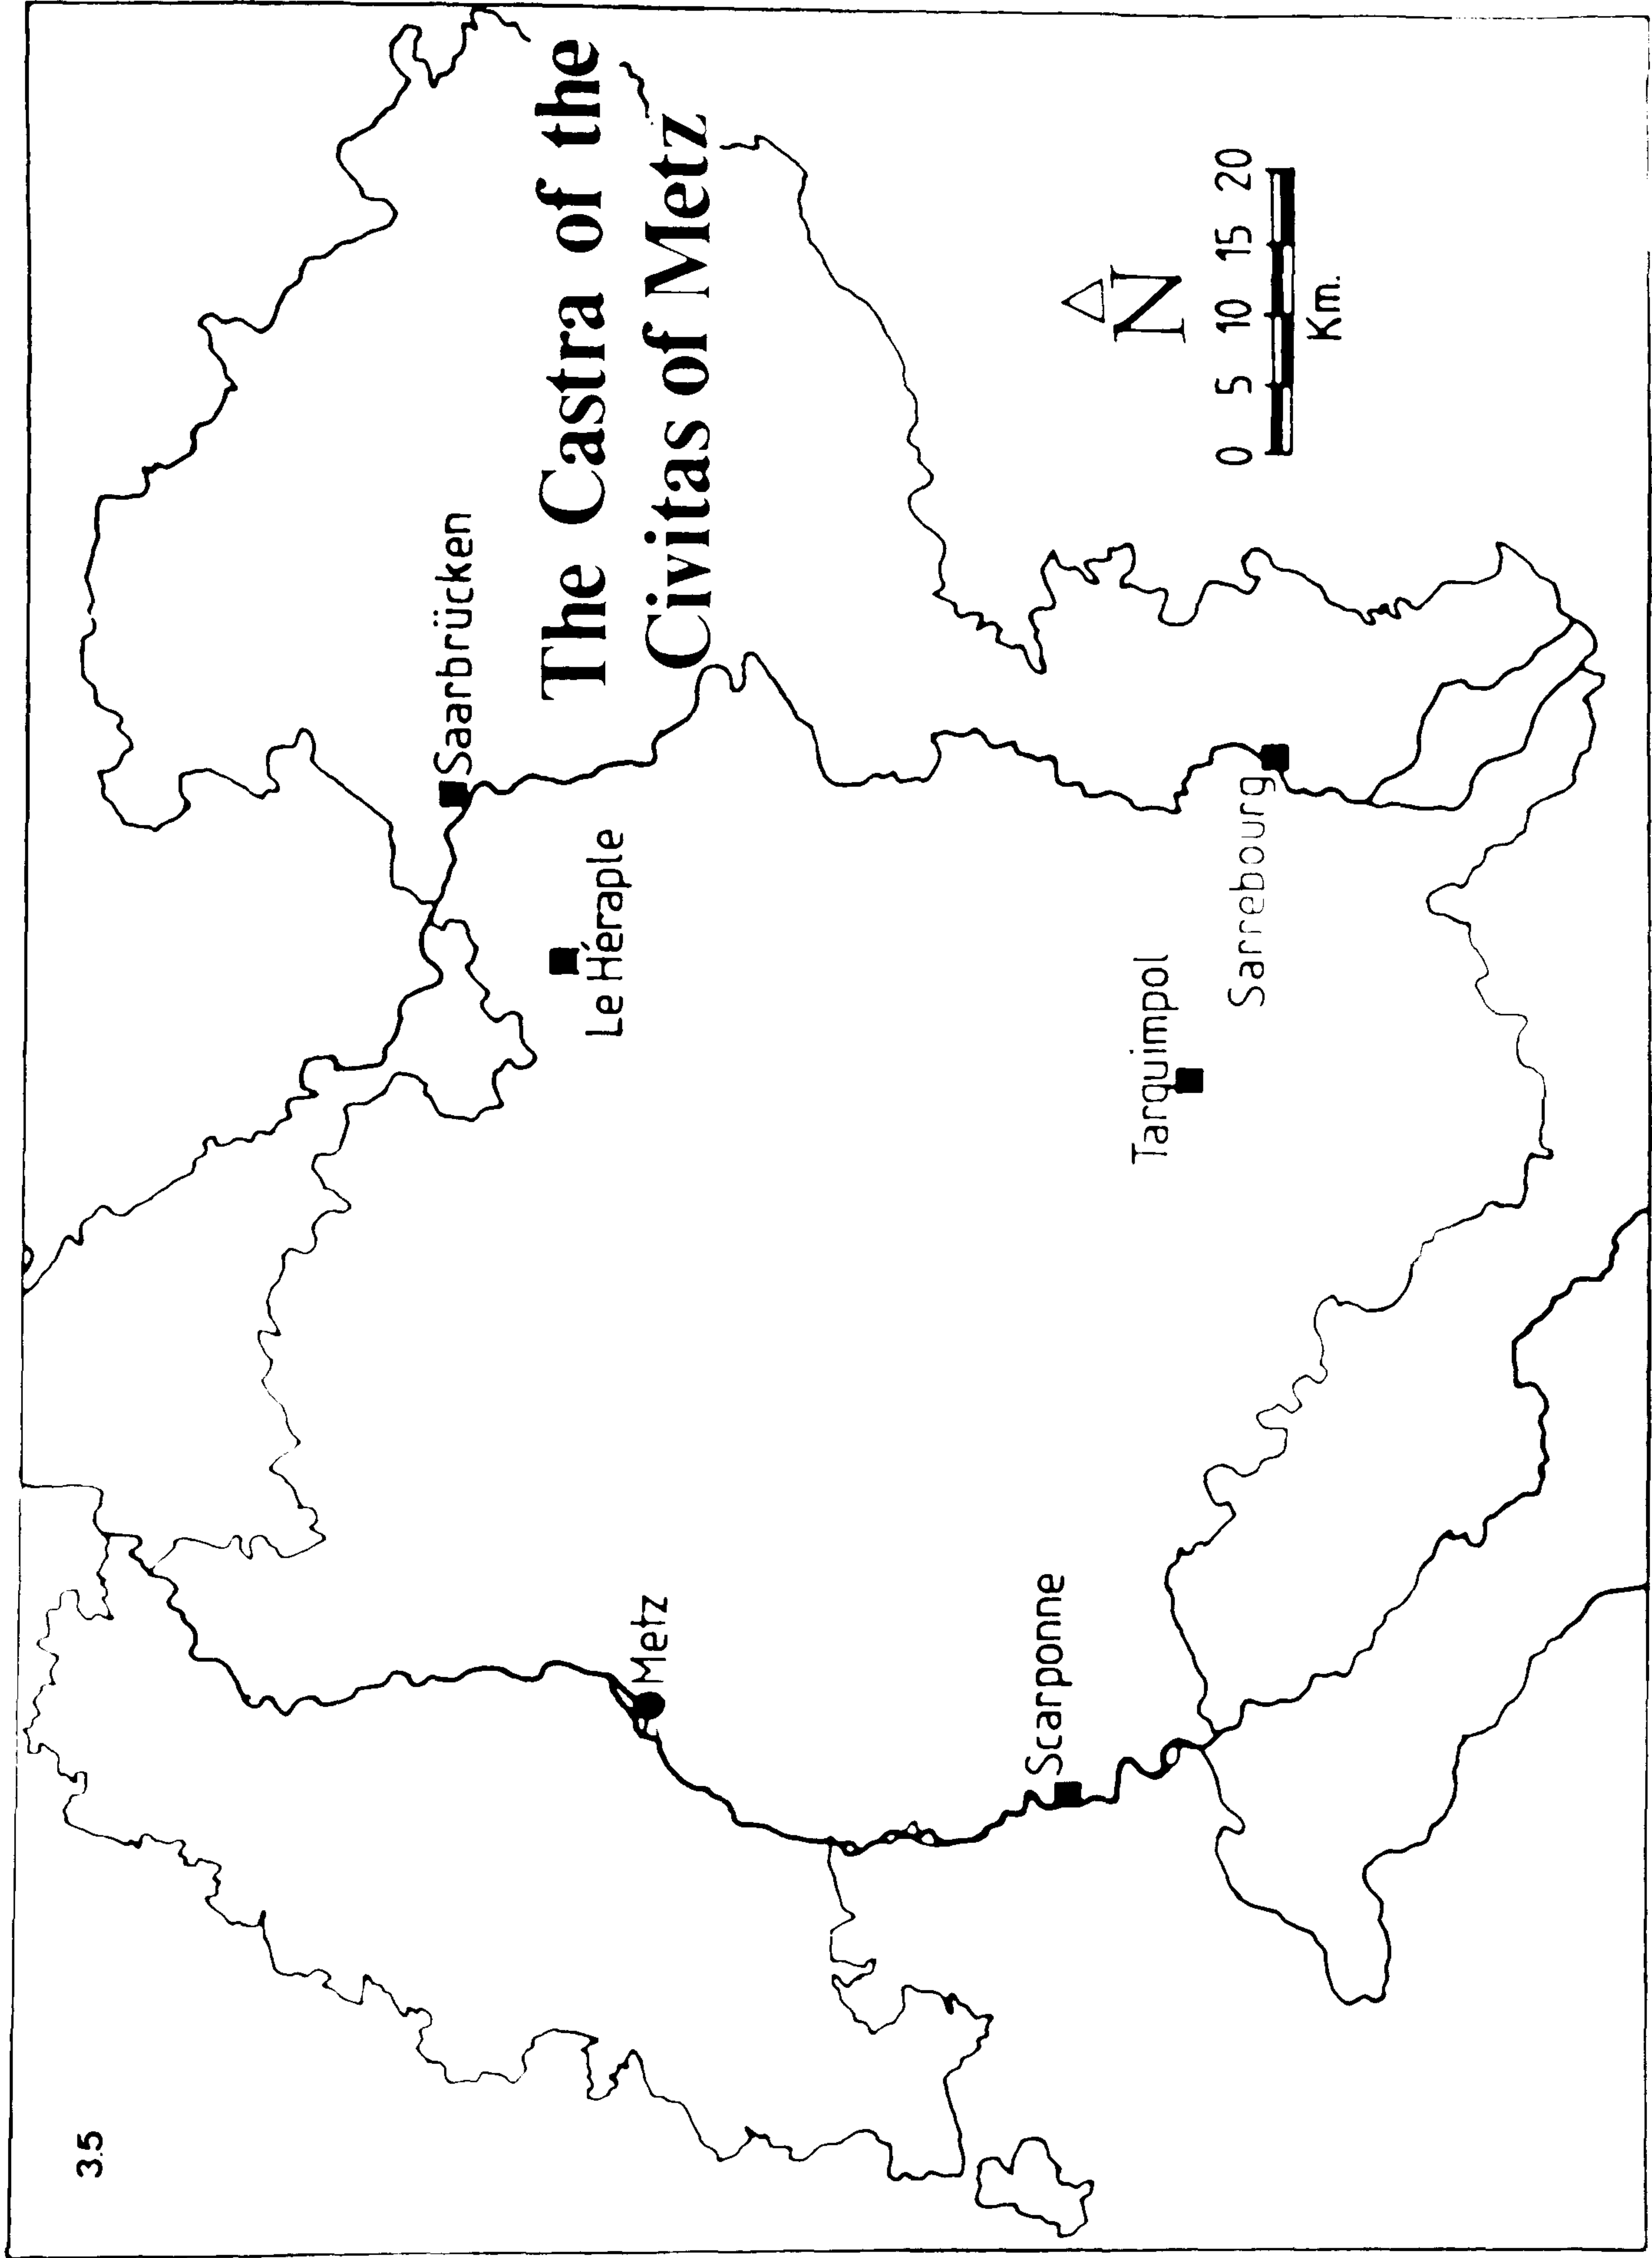 3.5
The Castra of the
Civitas of Metz
Saarbrücken
Le Héraple
Metz
Scarponne
Tarquimpol
Sarrebourg
N
0 5 10 15 20
Km.